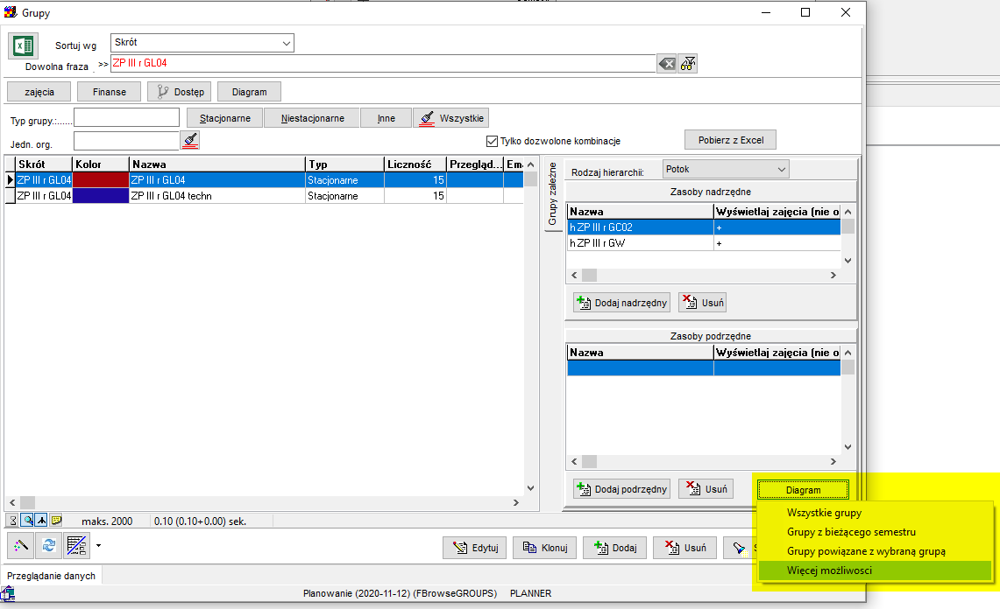 Grupy
Sortuj wg
Skrót
Dowolna fraza
>>
ZP III r GL04
zajęcia
Finanse
Dostęp
Diagram
Typ grupy.:......
Stacjonarne
Niestacjonarne
Inne
Wszystkie
Jedn. org.
Tylko dozwolone kombinacje
Pobierz z Excel
Skrót Kolor Nazwa Typ Liczność Przegląd... Ema
ZP III r GL04 ZP III r GL04 Stacjonarne 15
ZP III r GL04 ZP III r GL04 techn Stacjonarne 15
Grupy zależne
Rodzaj hierarchii: Potok
Zasoby nadrzędne
Nazwa Wyświetlaj zajęcia (nie o
h ZP III r GC02 +
h ZP III r GW +
Dodaj nadrzędny
Usuń
Zasoby podrzędne
Nazwa Wyświetlaj zajęcia (nie o
Dodaj podrzędny
Usuń
Diagram
Wszystkie grupy
Grupy z bieżącego semestru
Grupy powiązane z wybraną grupą
Więcej możliwosci
maks. 2000
0.10 (0.10+0.00) sek.
Edytuj
Klonuj
Dodaj
Usuń
Przeglądanie danych
Planowanie (2020-11-12) (FBrowseGROUPS) PLANNER